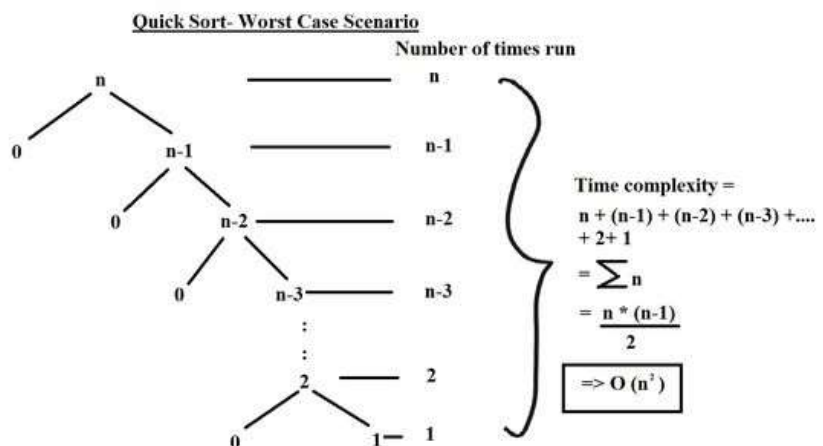 Quick Sort- Worst Case Scenario
Number of times run
n
n
0
n-1
n-1
0
n-2
n-2
0
n-3
n-3
:
:
2
2
0
1
1
Time complexity =
n + (n-1) + (n-2) + (n-3) +....
+ 2+ 1
= ∑ n
= n * (n-1)
2
=> O (n²)